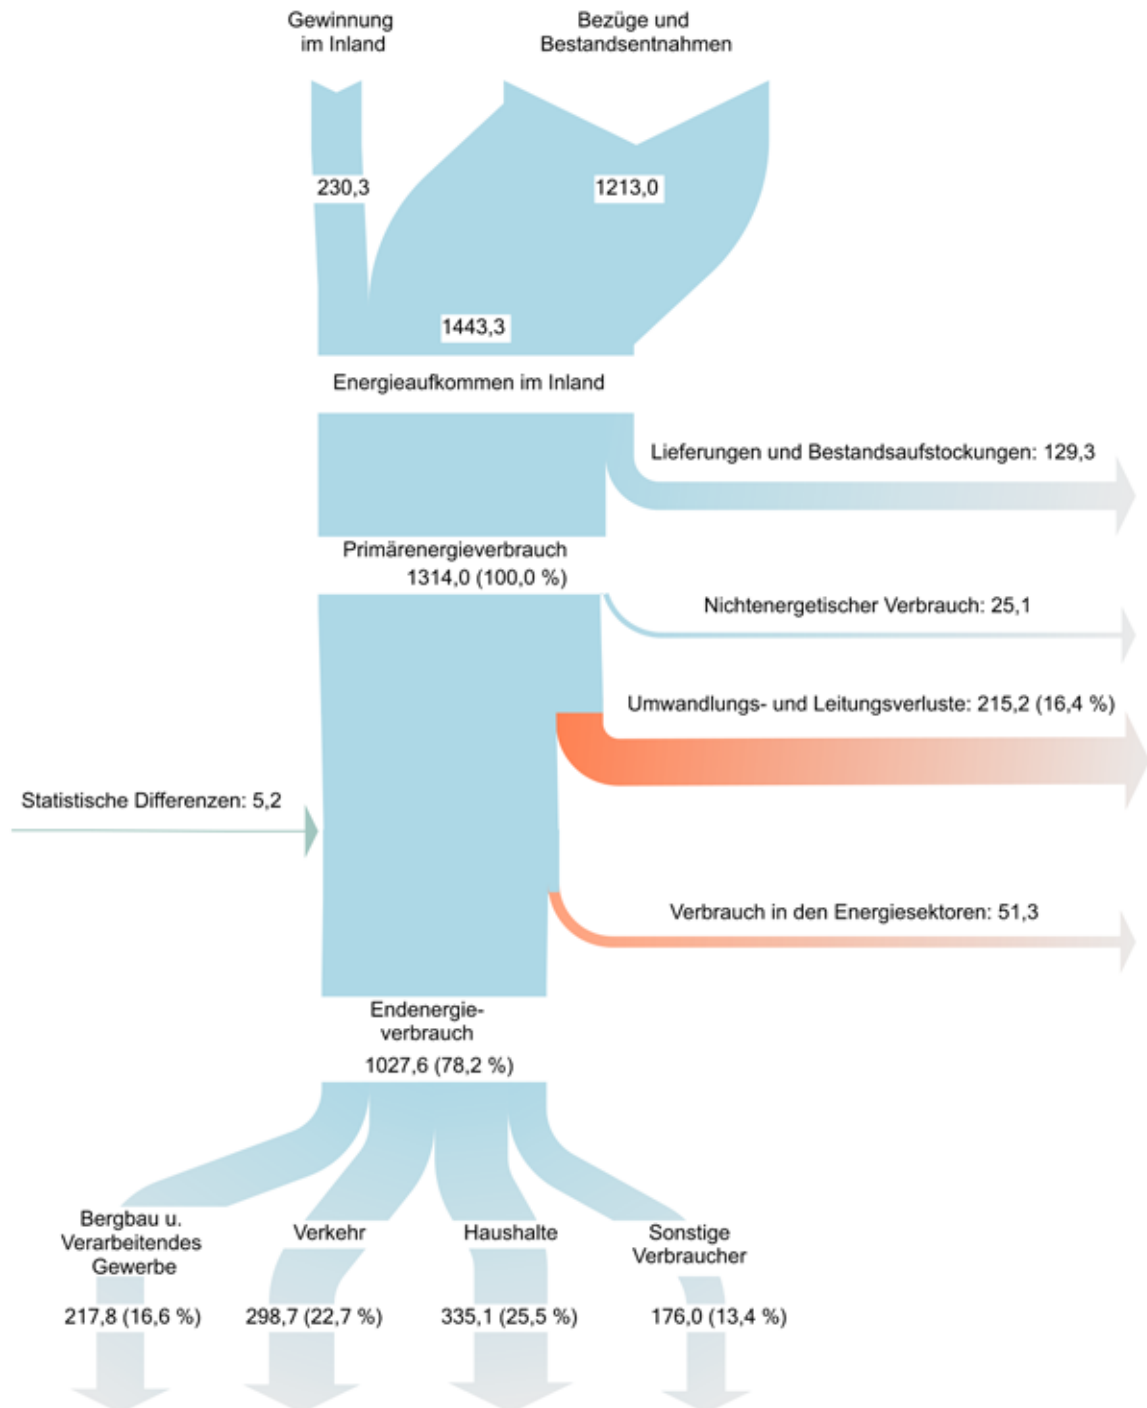 Gewinnung
im Inland
Bezüge und
Bestandsentnahmen
230,3
1213,0
1443,3
Energieaufkommen im Inland
Lieferungen und Bestandsaufstockungen: 129,3
Primärenergieverbrauch
1314,0 (100,0 %)
Nichtenergetischer Verbrauch: 25,1
Umwandlungs- und Leitungsverluste: 215,2 (16,4 %)
Statistische Differenzen: 5,2
Verbrauch in den Energiesektoren: 51,3
Endenergie-
verbrauch
1027,6 (78,2 %)
Bergbau u.
Verarbeitendes
Gewerbe
Verkehr
Haushalte
Sonstige
Verbraucher
217,8 (16,6 %)
298,7 (22,7 %)
335,1 (25,5 %)
176,0 (13,4 %)